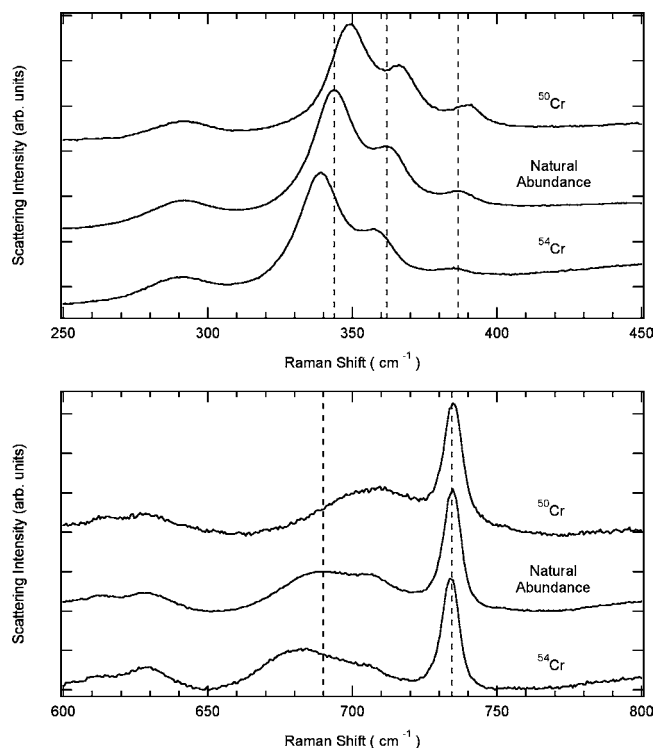 Scattering Intensity (arb. units)
50Cr
Natural
Abundance
54Cr
250 300 350 400 450
Raman Shift ( cm -1 )
Scattering Intensity (arb. units)
50Cr
Natural
Abundance
54Cr
600 650 700 750 800
Raman Shift ( cm -1 )